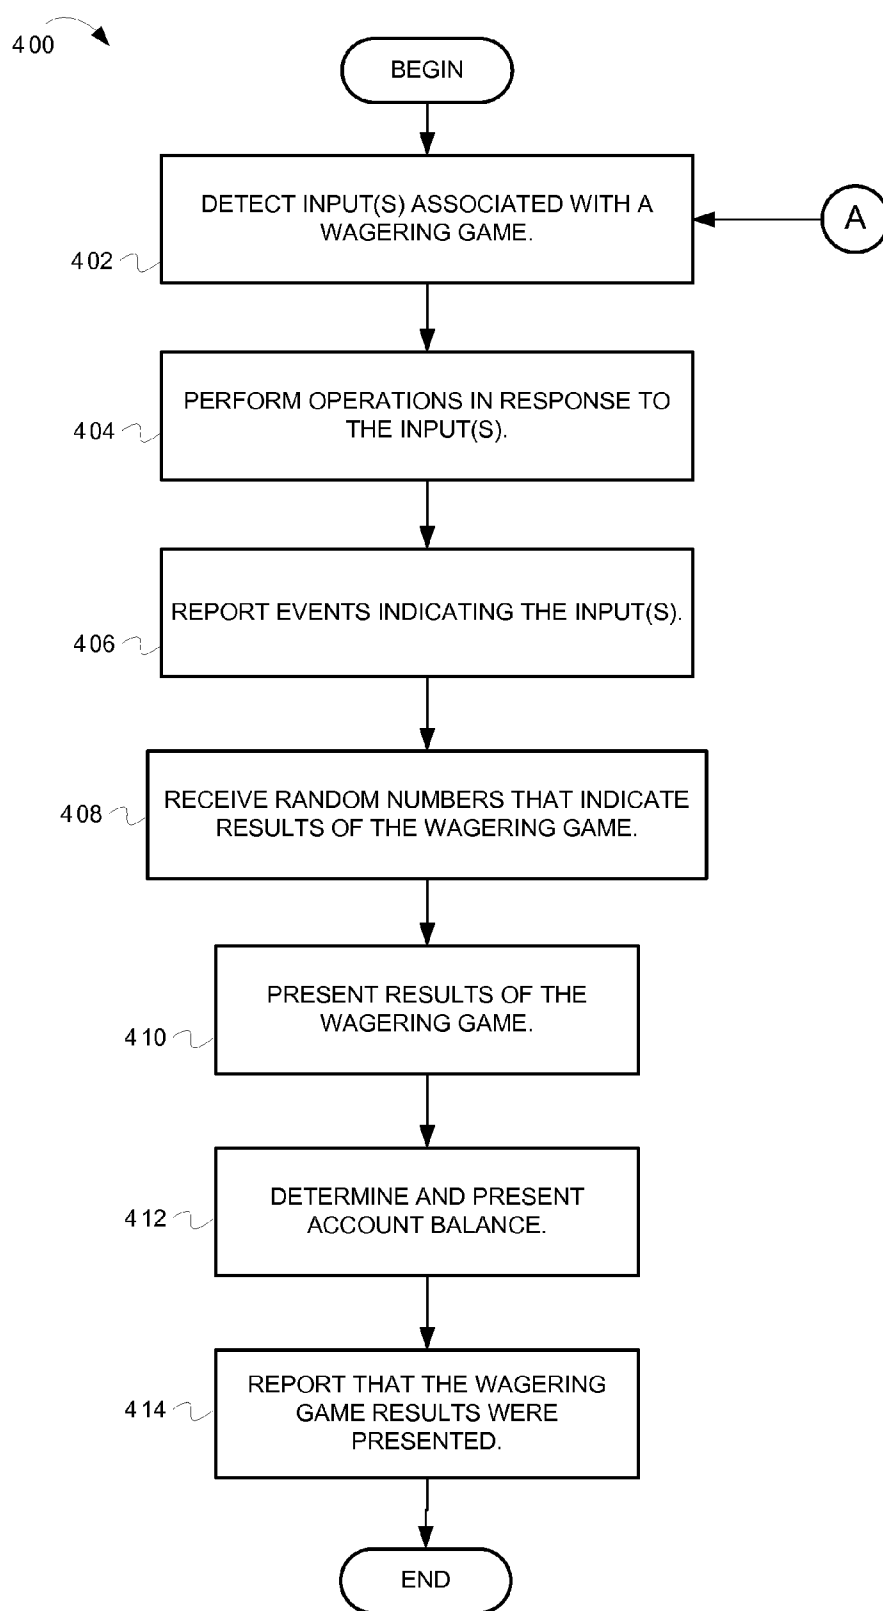 400
BEGIN
DETECT INPUT(S) ASSOCIATED WITH A
WAGERING GAME.
A
402
PERFORM OPERATIONS IN RESPONSE TO
THE INPUT(S).
404
REPORT EVENTS INDICATING THE INPUT(S).
406
RECEIVE RANDOM NUMBERS THAT INDICATE
RESULTS OF THE WAGERING GAME.
408
PRESENT RESULTS OF THE
WAGERING GAME.
410
DETERMINE AND PRESENT
ACCOUNT BALANCE.
412
REPORT THAT THE WAGERING
GAME RESULTS WERE
PRESENTED.
414
END